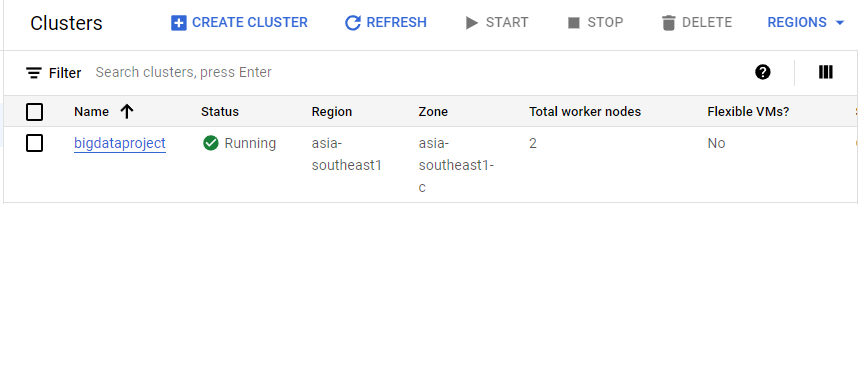 Clusters CREATE CLUSTER REFRESH START STOP DELETE REGIONS
Filter Search clusters, press Enter
Name Status Region Zone Total worker nodes Flexible VMs?
bigdataproject Running asia- asia- 2 No
southeast1 southeast1-
c